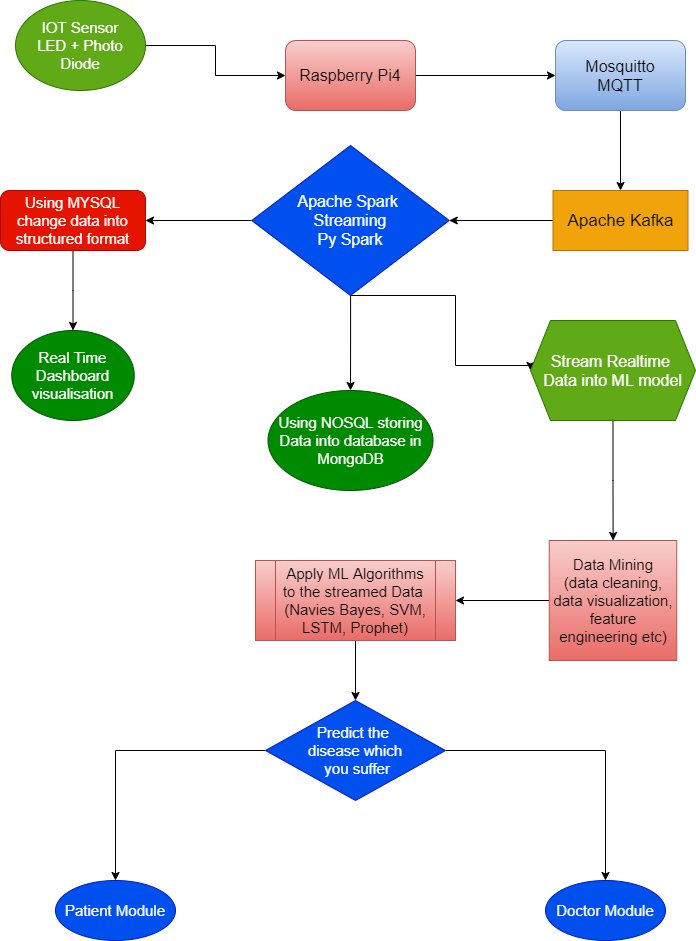 IOT Sensor
LED + Photo
Diode
Raspberry Pi4
Mosquitto
MQTT
Using MYSQL
change data into
structured format
Apache Spark
Streaming
Py Spark
Apache Kafka
Real Time
Dashboard
visualisation
Using NOSQL storing
Data into database in
MongoDB
Stream Realtime
Data into ML model
Apply ML Algorithms
to the streamed Data
(Navies Bayes, SVM,
LSTM, Prophet)
Data Mining
(data cleaning,
data visualization,
feature
engineering etc)
Predict the
disease which
you suffer
Patient Module
Doctor Module